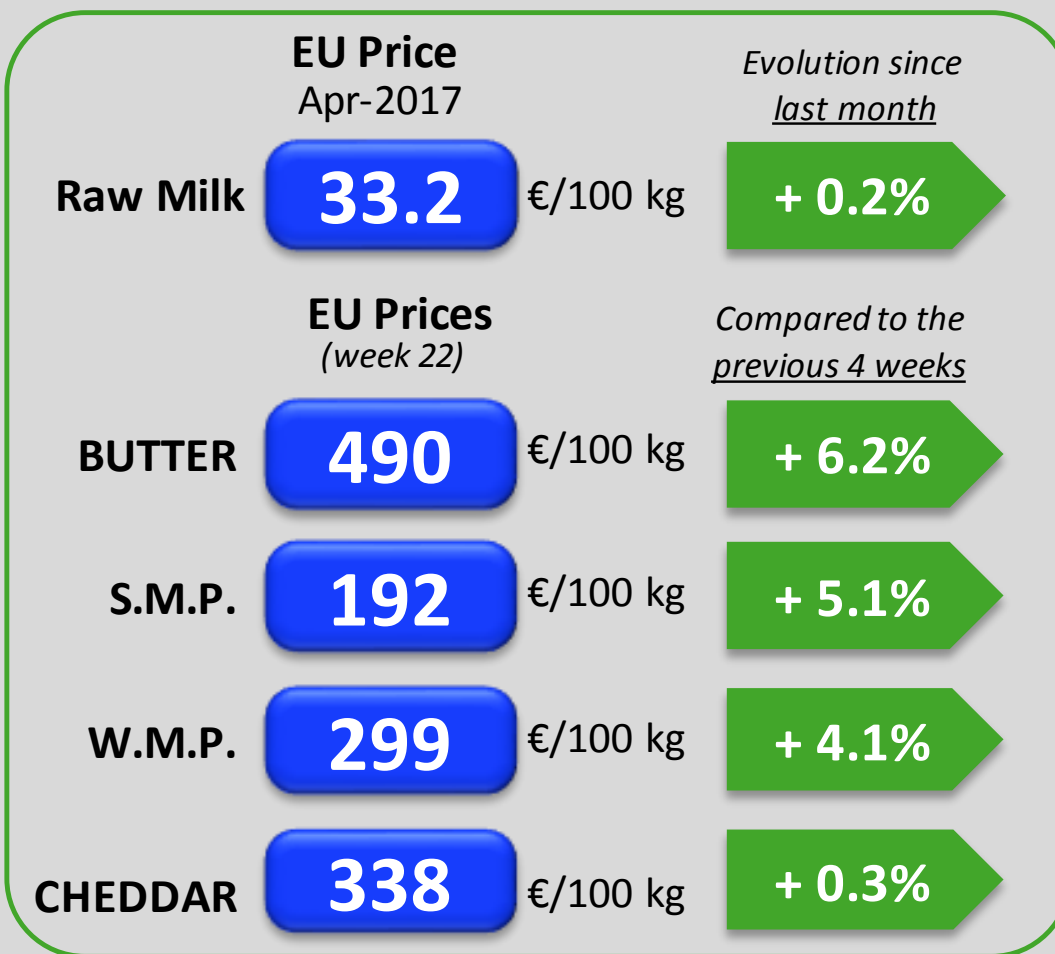 EU Price
Apr-2017
Evolution since
last month
Raw Milk 33.2 €/100 kg + 0.2%
EU Prices
(week 22)
Compared to the
previous 4 weeks
BUTTER 490 €/100 kg + 6.2%
S.M.P. 192 €/100 kg + 5.1%
W.M.P. 299 €/100 kg + 4.1%
CHEDDAR 338 €/100 kg + 0.3%